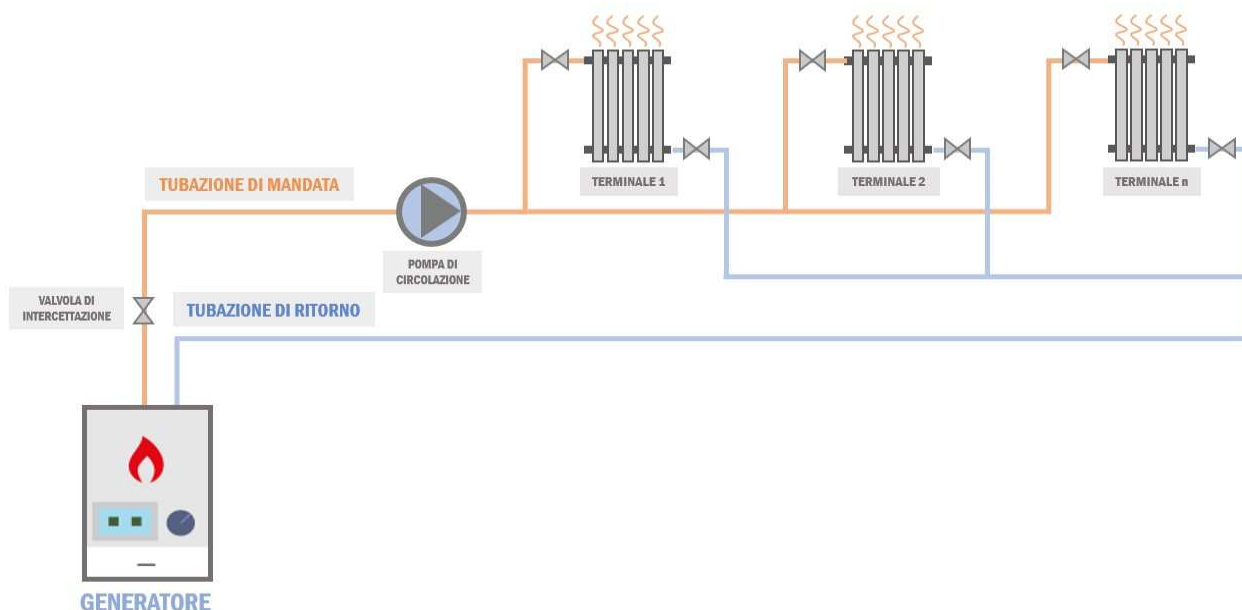 TERMINALE 1
TERMINALE 2
TERMINALE n
TUBAZIONE DI MANDATA
POMPA DI
CIRCOLAZIONE
VALVOLA DI
INTERCETTAZIONE
TUBAZIONE DI RITORNO
GENERATORE